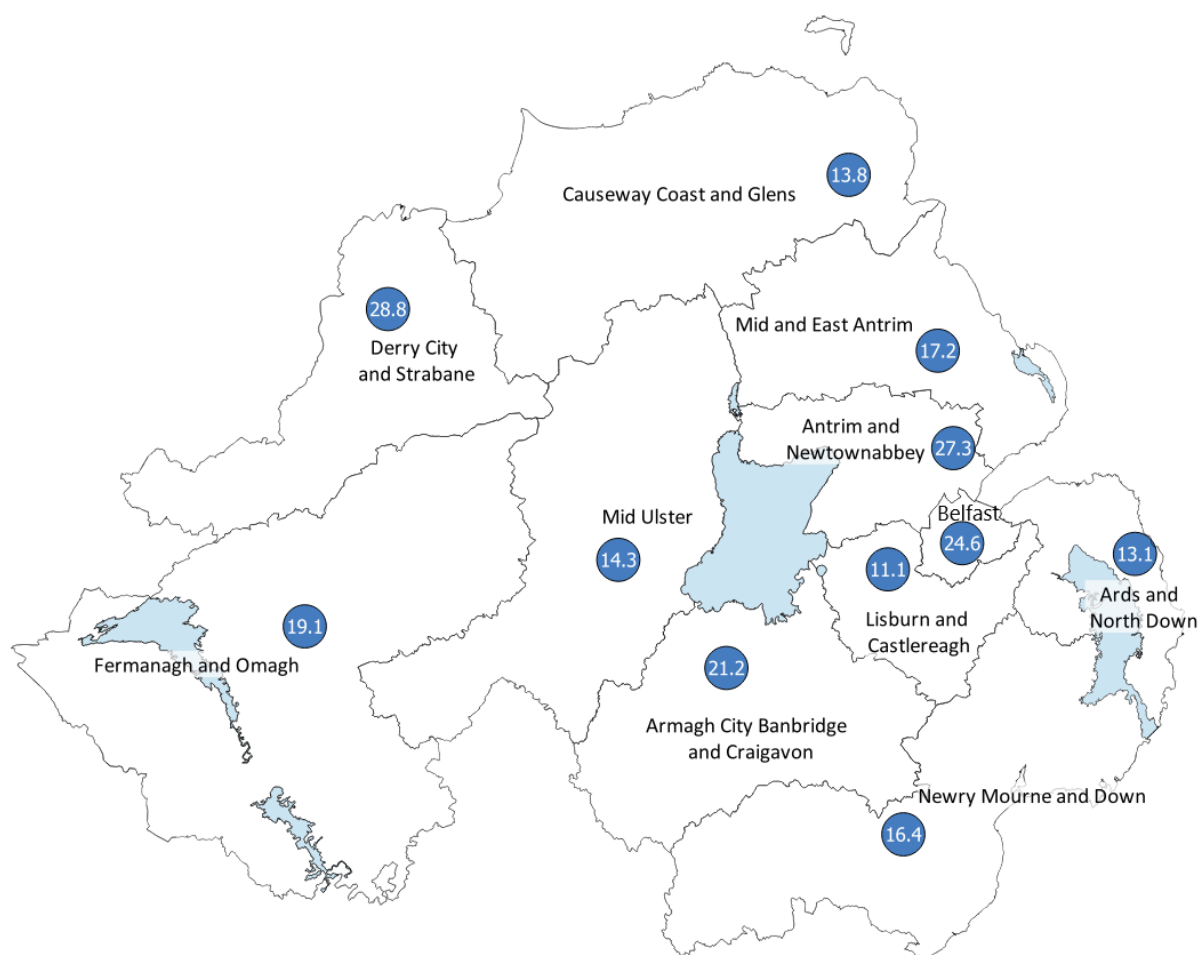 13.8
Causeway Coast and Glens
28.8
Derry City
and Strabane
Mid and East Antrim
17.2
Antrim and
Newtownabbey
27.3
Belfast
24.6
Mid Ulster
14.3
11.1
Lisburn and
Castlereagh
13.1
Ards and
North Down
19.1
Fermanagh and Omagh
21.2
Armagh City Banbridge
and Craigavon
Newry Mourne and Down
16.4